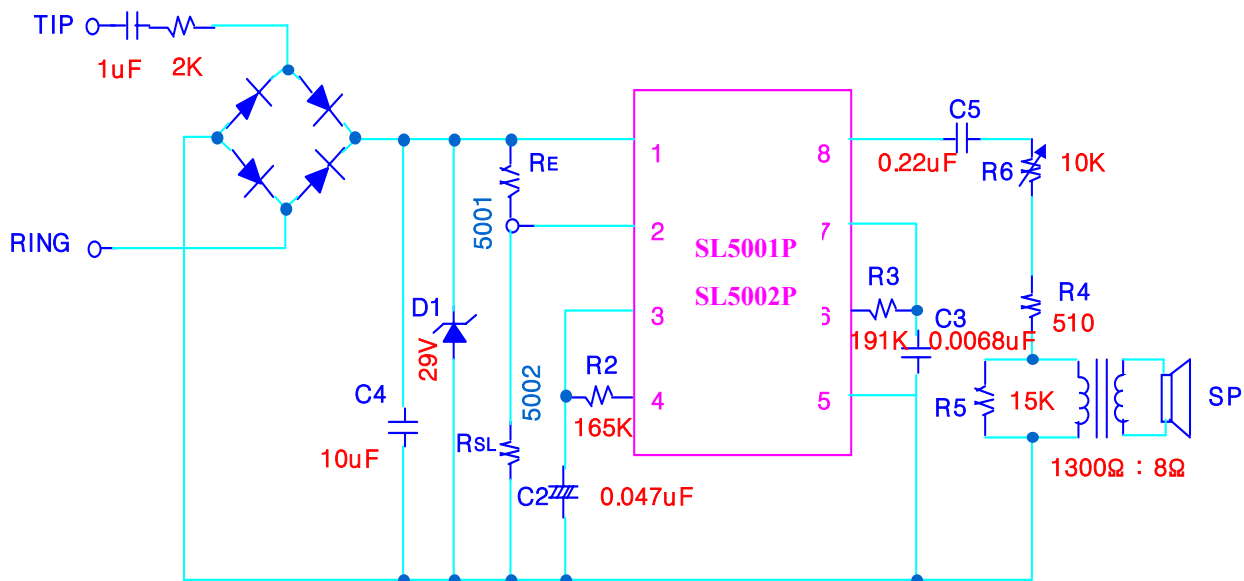 TIP
1uF
2K
RING
RE
5001
5002
RSL
D1
29V
C4
10uF
C2
0.047uF
R2
165K
1
2
3
4
SL5001P
SL5002P
8
7
6
5
R3
191K
C3
0.0068uF
C5
0.22uF
R6
10K
R4
510
R5
15K
SP
1300Ω : 8Ω